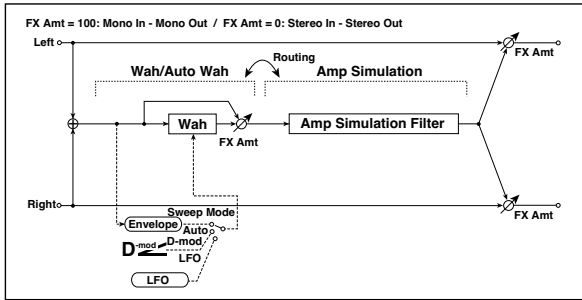 FX Amt = 100: Mono In - Mono Out / FX Amt = 0: Stereo In - Stereo Out
Left
FX Amt
Routing
Wah/Auto Wah
Amp Simulation
Wah
FX Amt
Amp Simulation Filter
Right
FX Amt
Sweep Mode
Envelope
Auto
D-mod
D-mod
LFO
LFO